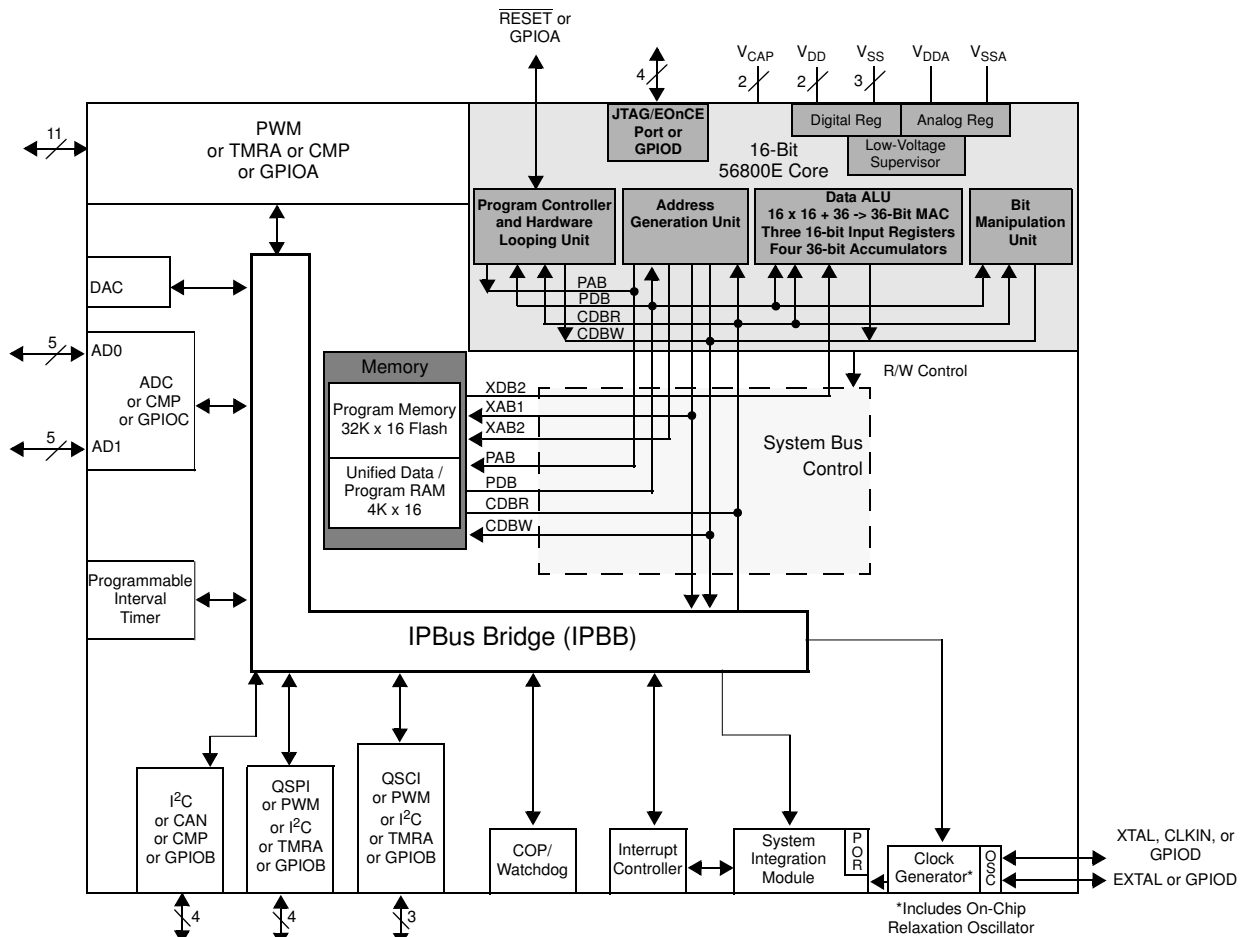 RESET or
GPIOA
4
VCAP
VDD
VSS
VDDA
VSSA
2
2
3
11
PWM
or TMRA or CMP
or GPIOA
JTAG/EOnCE
Port or
GPIOD
Digital Reg
Analog Reg
Low-Voltage
Supervisor
16-Bit
56800E Core
Program Controller
and Hardware
Looping Unit
Address
Generation Unit
Data ALU
16 x 16 + 36 -> 36-Bit MAC
Three 16-bit Input Registers
Four 36-bit Accumulators
Bit
Manipulation
Unit
PAB
PDB
CDBR
CDBW
DAC
5
AD0
ADC
or CMP
or GPIOC
5
AD1
Memory
Program Memory
32K x 16 Flash
Unified Data /
Program RAM
4K x 16
XDB2
XAB1
XAB2
PAB
PDB
CDBR
CDBW
R/W Control
System Bus
Control
Programmable
Interval
Timer
IPBus Bridge (IPBB)
I2C
or CAN
or CMP
or GPIOB
QSPI
or PWM
or I2C
or TMRA
or GPIOB
QSCI
or PWM
or I2C
or TMRA
or GPIOB
COP/
Watchdog
Interrupt
Controller
System
Integration
Module
POR
Clock
Generator*
OSC
XTAL, CLKIN, or
GPIOD
EXTAL or GPIOD
*Includes On-Chip
Relaxation Oscillator
4
4
3